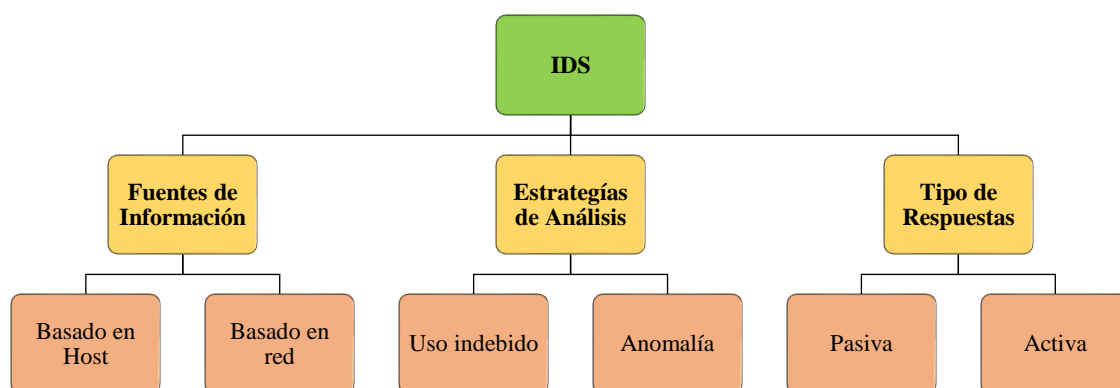 IDS
Fuentes de
Información
Estrategías
de Análisis
Tipo de
Respuestas
Basado en
Host
Basado en
red
Uso indebido
Anomalía
Pasiva
Activa